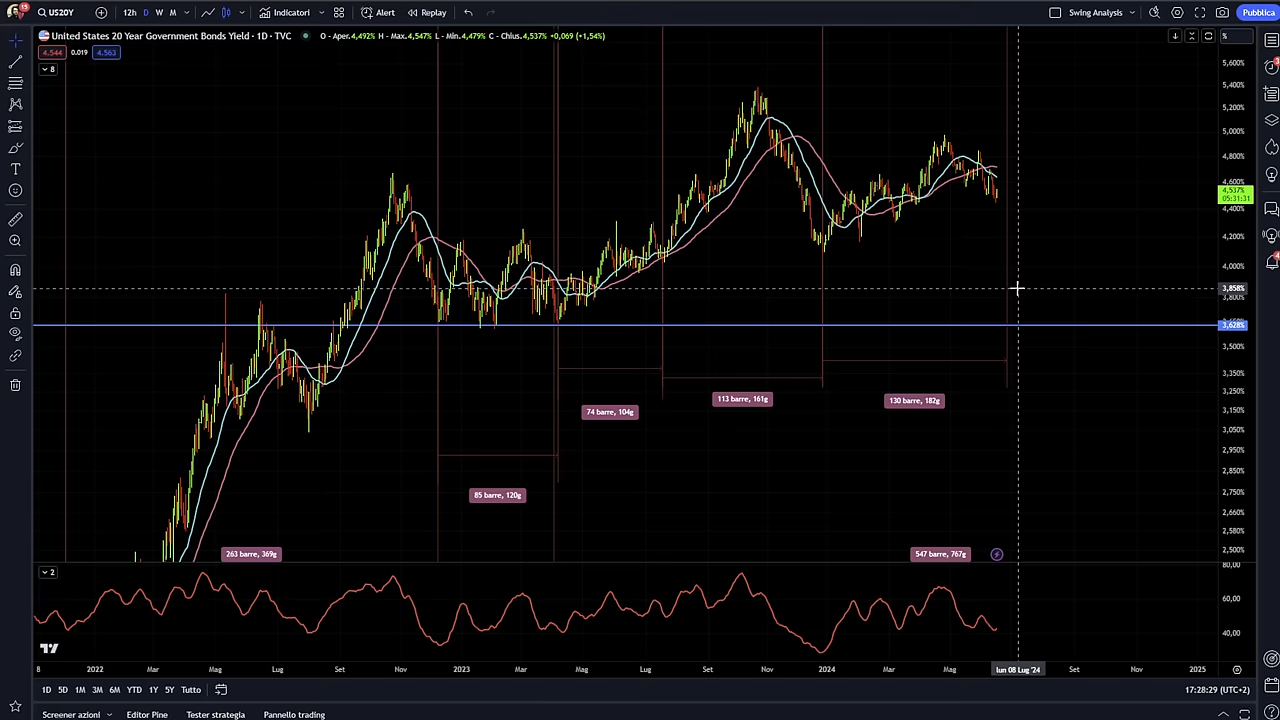 15
US20Y
12h D W M
Indicatori
Alert
Replay
Swing Analysis
Pubblica
United States 20 Year Government Bonds Yield · 1D · TVC
O - Aper.4,492% H - Max.4,547% L - Min.4,479% C - Chius.4,537% +0,069 (+1,54%)
4.544 0.019 4.563
8
%
5,600%
5,400%
5,200%
5,000%
4,800%
4,600%
4,537%
05:31:31
4,400%
4,200%
4,000%
3,858%
3,800%
3,628%
3,500%
3,350%
3,250%
3,150%
3,050%
2,950%
2,850%
2,750%
2,660%
2,580%
2,500%
74 barre, 104g
113 barre, 161g
130 barre, 182g
85 barre, 120g
263 barre, 369g
547 barre, 767g
2
80,00
60,00
40,00
8 2022 Mar Mag Lug Set Nov 2023 Mar Mag Lug Set Nov 2024 Mar Mag lun 08 Lug '24 Set Nov 2025
1D 5D 1M 3M 6M YTD 1Y 5Y Tutto
17:28:29 (UTC+2)
Screener azioni
Editor Pine
Tester strategia
Pannello trading